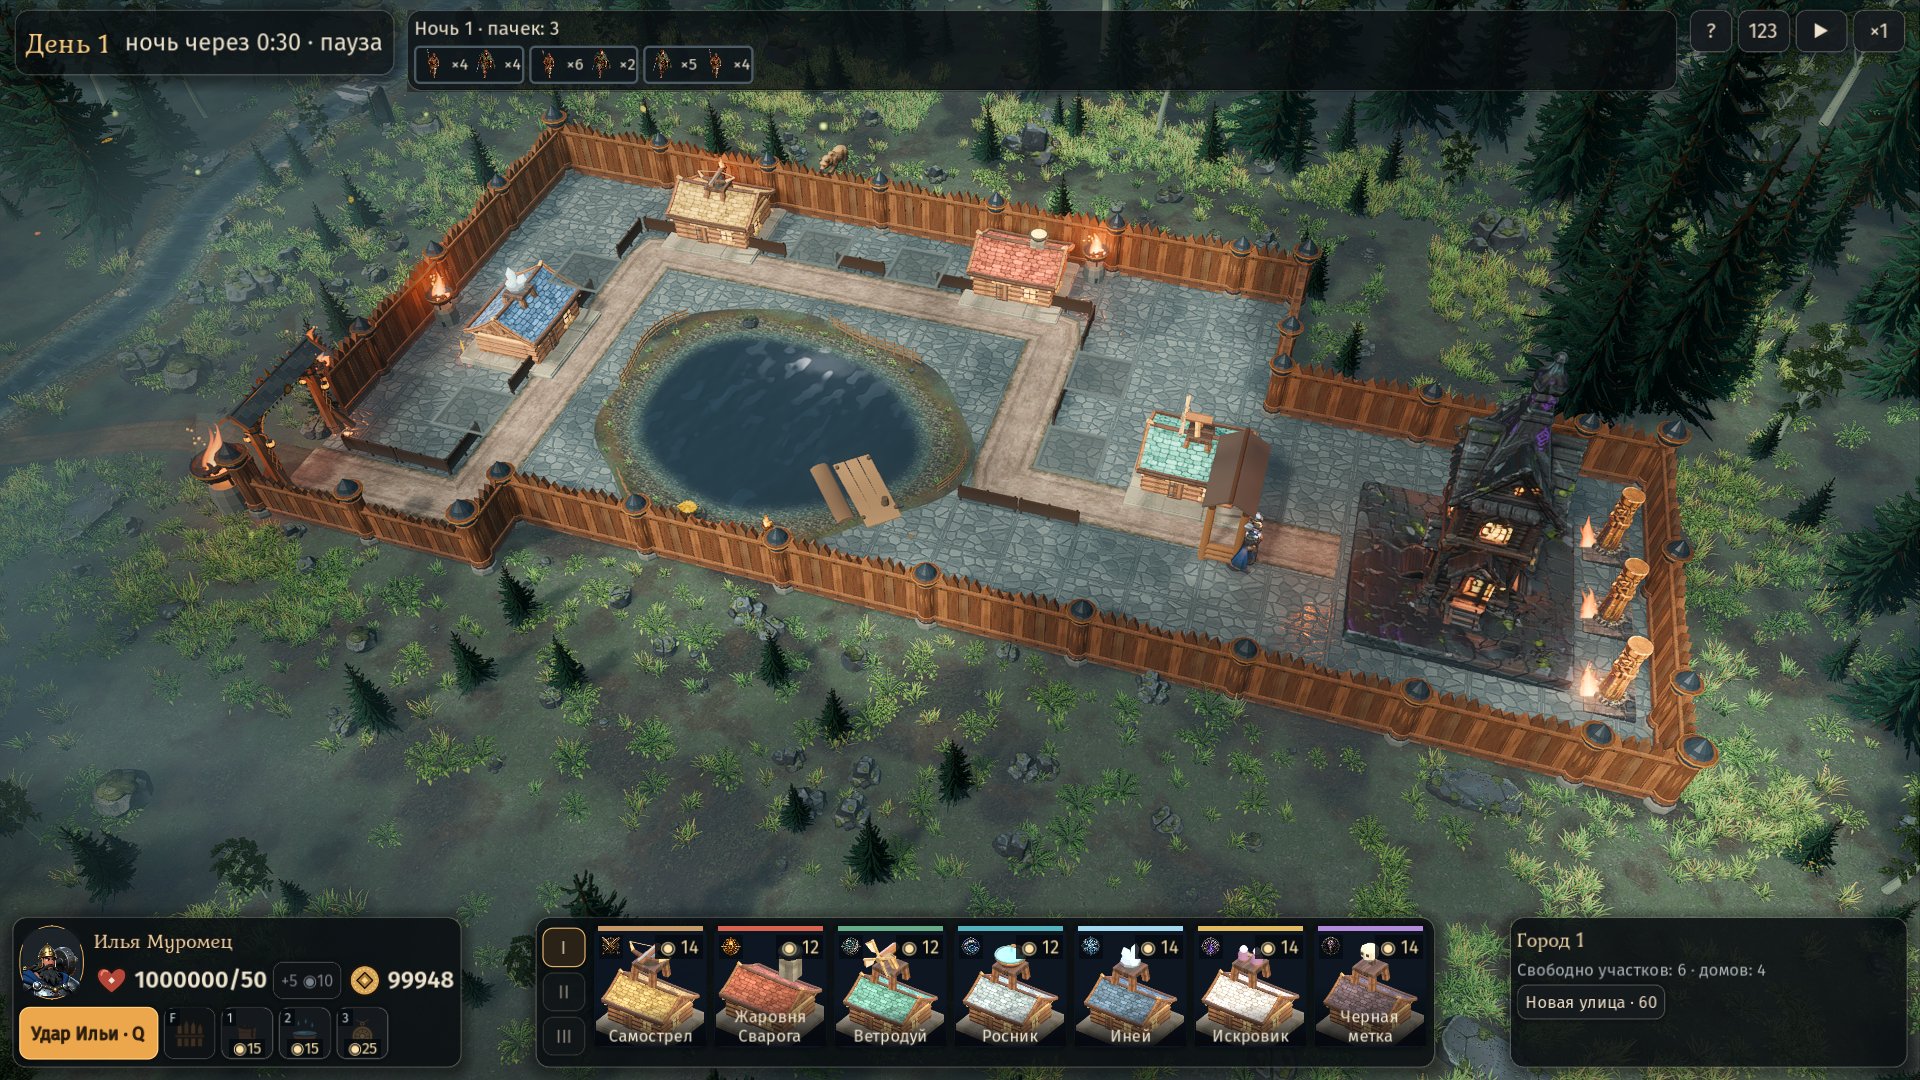 День 1 ночь через 0:30 · пауза
Ночь 1 · пачек: 3
×4 ×4 ×6 ×2 ×5 ×4
? 123 ▶ ×1
Илья Муромец
1000000/50 +5 10 99948
Удар Ильи · Q
F 1 15 2 15 3 25
I
II
III
14 12 12 12 14 14 14
Самострел
Жаровня
Сварога
Ветродуй
Росник
Иней
Искровик
Черная
метка
Город 1
Свободно участков: 6 · домов: 4
Новая улица · 60